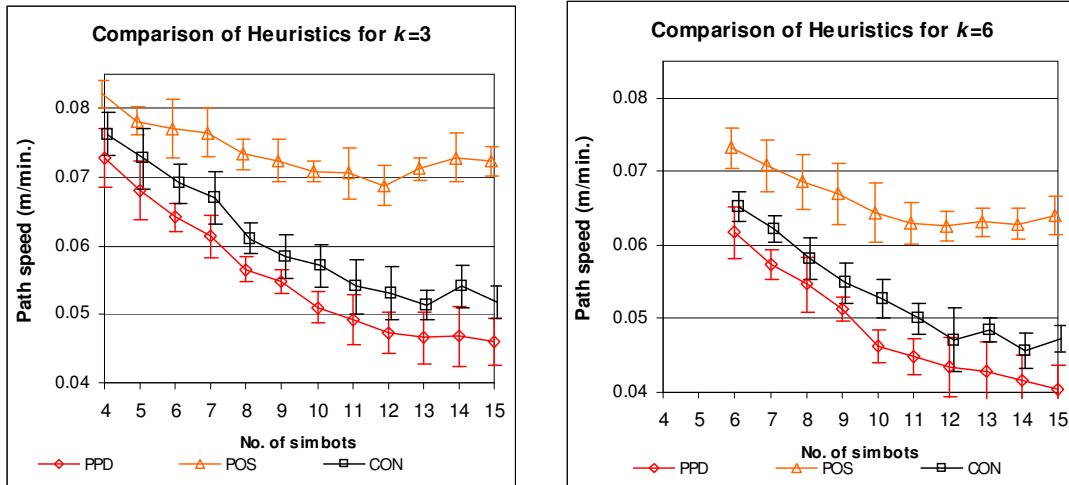 Comparison of Heuristics for k=3
Path speed (m/min.)
0.08
0.07
0.06
0.05
0.04
4 5 6 7 8 9 10 11 12 13 14 15
No. of simbots
PPD POS CON
Comparison of Heuristics for k=6
Path speed (m/min.)
0.08
0.07
0.06
0.05
0.04
4 5 6 7 8 9 10 11 12 13 14 15
No. of simbots
PPD POS CON